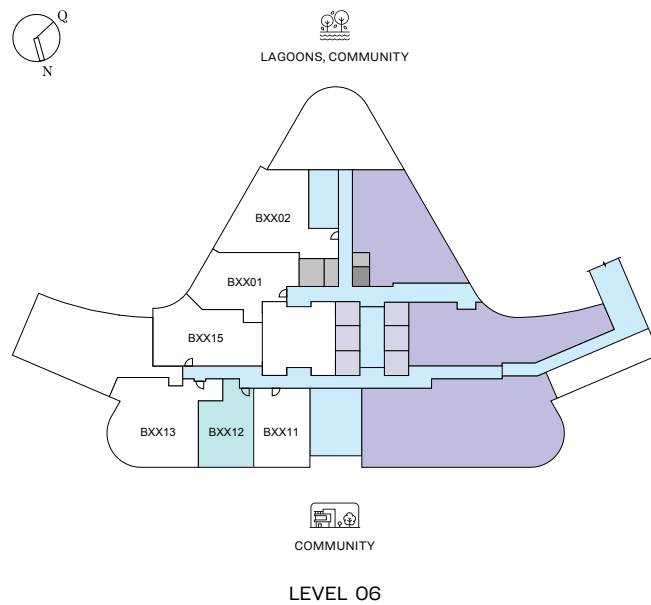 Q
N
LAGOONS, COMMUNITY
BXX02
BXX01
BXX15
BXX13
BXX12
BXX11
COMMUNITY
LEVEL 06